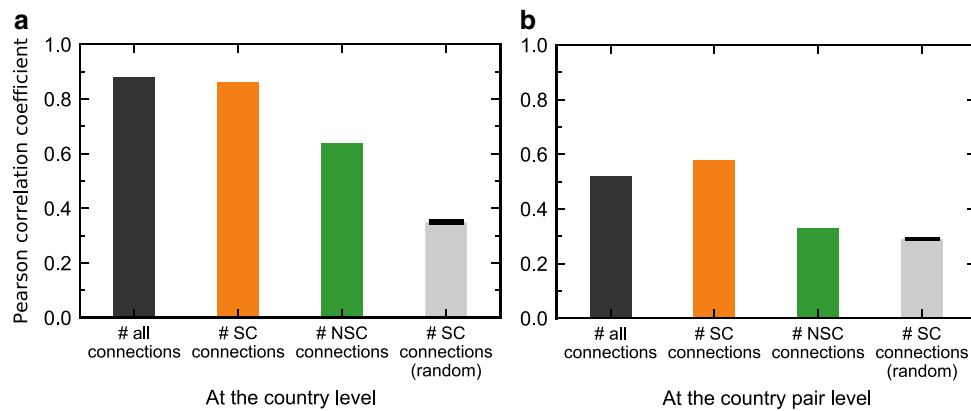 a
1.0
0.8
0.6
0.4
0.2
0.0
Pearson correlation coefficient
# all
connections
# SC
connections
# NSC
connections
# SC
connections
(random)
At the country level
b
1.0
0.8
0.6
0.4
0.2
0.0
# all
connections
# SC
connections
# NSC
connections
# SC
connections
(random)
At the country pair level